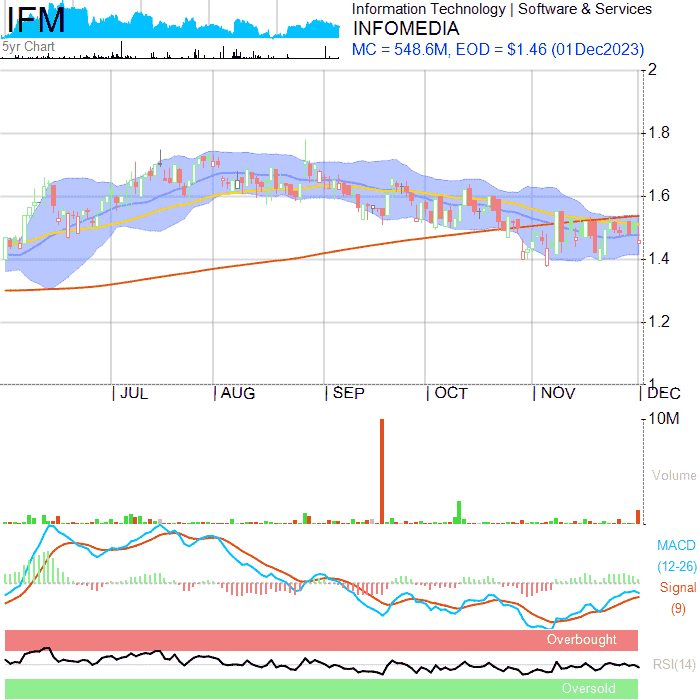 IFM
Information Technology | Software & Services
INFOMEDIA
5yr Chart
MC = 548.6M, EOD = $1.46 (01Dec2023)
2
1.8
1.6
1.4
1.2
1
| JUL | AUG | SEP | OCT | NOV | DEC
10M
Volume
MACD
(12-26)
Signal
(9)
Overbought
RSI(14)
Oversold